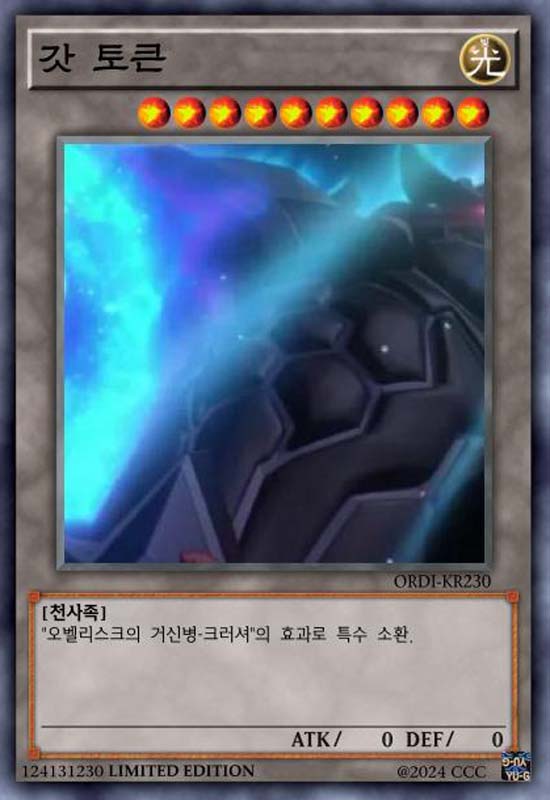 갓 토큰
빛
光
ORDI-KR230
[천사족]
"오벨리스크의 거신병-크러셔"의 효과로 특수 소환.
ATK/ 0 DEF/ 0
124131230 LIMITED EDITION
@2024 CCC
YU-G